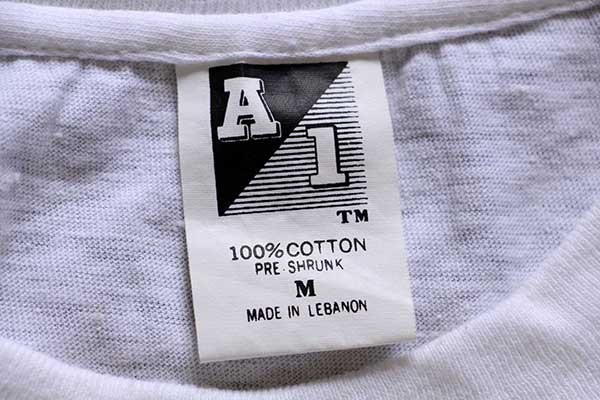 A
1
TM
100% COTTON
PRE-SHRUNK
M
MADE IN LEBANON